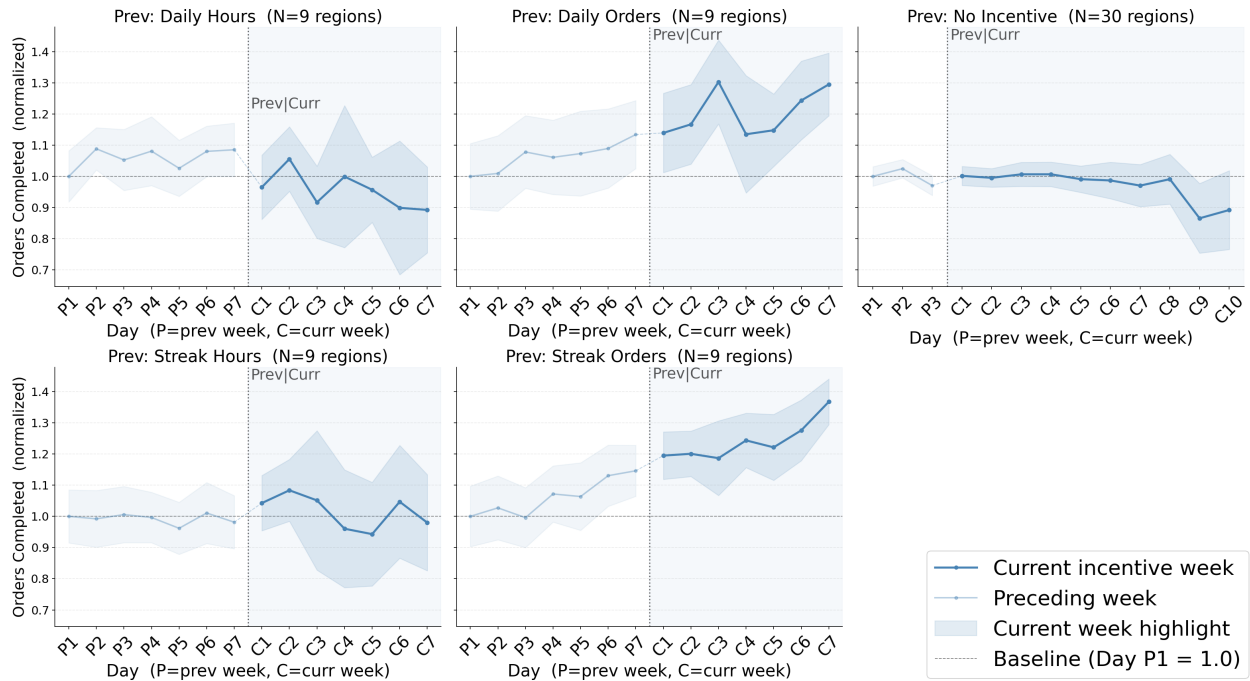 Prev: Daily Hours  (N=9 regions)
Prev: Daily Orders  (N=9 regions)
Prev: No Incentive  (N=30 regions)
Orders Completed  (normalized)
1.4
1.3
1.2
1.1
1.0
0.9
0.8
0.7
Prev|Curr
Prev|Curr
Prev|Curr
P1 P2 P3 P4 P5 P6 P7 C1 C2 C3 C4 C5 C6 C7
P1 P2 P3 P4 P5 P6 P7 C1 C2 C3 C4 C5 C6 C7
P1 P2 P3 C1 C2 C3 C4 C5 C6 C7 C8 C9 C10
Day  (P=prev week, C=curr week)
Day  (P=prev week, C=curr week)
Day  (P=prev week, C=curr week)
Prev: Streak Hours  (N=9 regions)
Prev: Streak Orders  (N=9 regions)
Orders Completed  (normalized)
1.4
1.3
1.2
1.1
1.0
0.9
0.8
0.7
Prev|Curr
Prev|Curr
P1 P2 P3 P4 P5 P6 P7 C1 C2 C3 C4 C5 C6 C7
P1 P2 P3 P4 P5 P6 P7 C1 C2 C3 C4 C5 C6 C7
Day  (P=prev week, C=curr week)
Day  (P=prev week, C=curr week)
Current incentive week
Preceding week
Current week highlight
Baseline (Day P1 = 1.0)